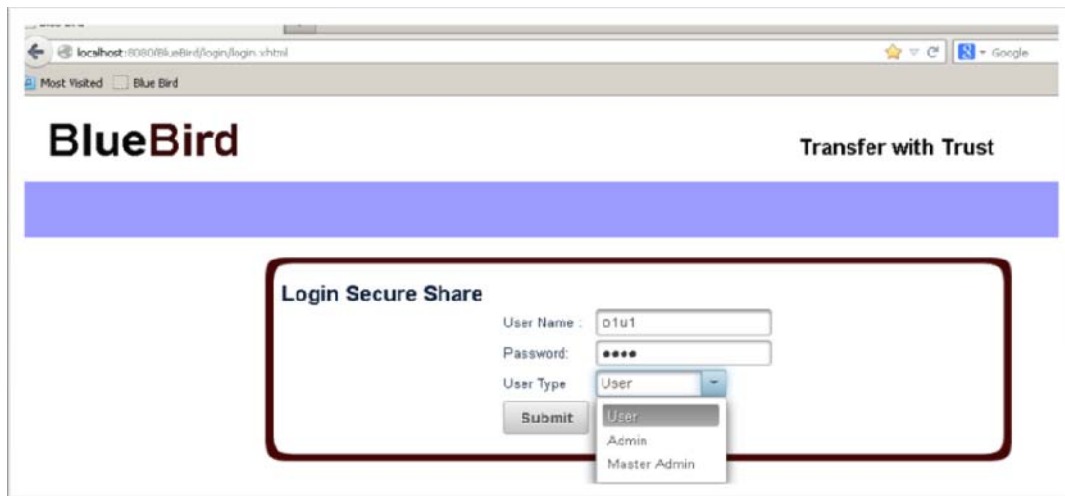 localhost:8080/BlueBird/login/login.xhtml
Google
Most Visited Blue Bird
BlueBird
Transfer with Trust
Login Secure Share
User Name : o1u1
Password: ••••
User Type User
Submit User
Admin
Master Admin